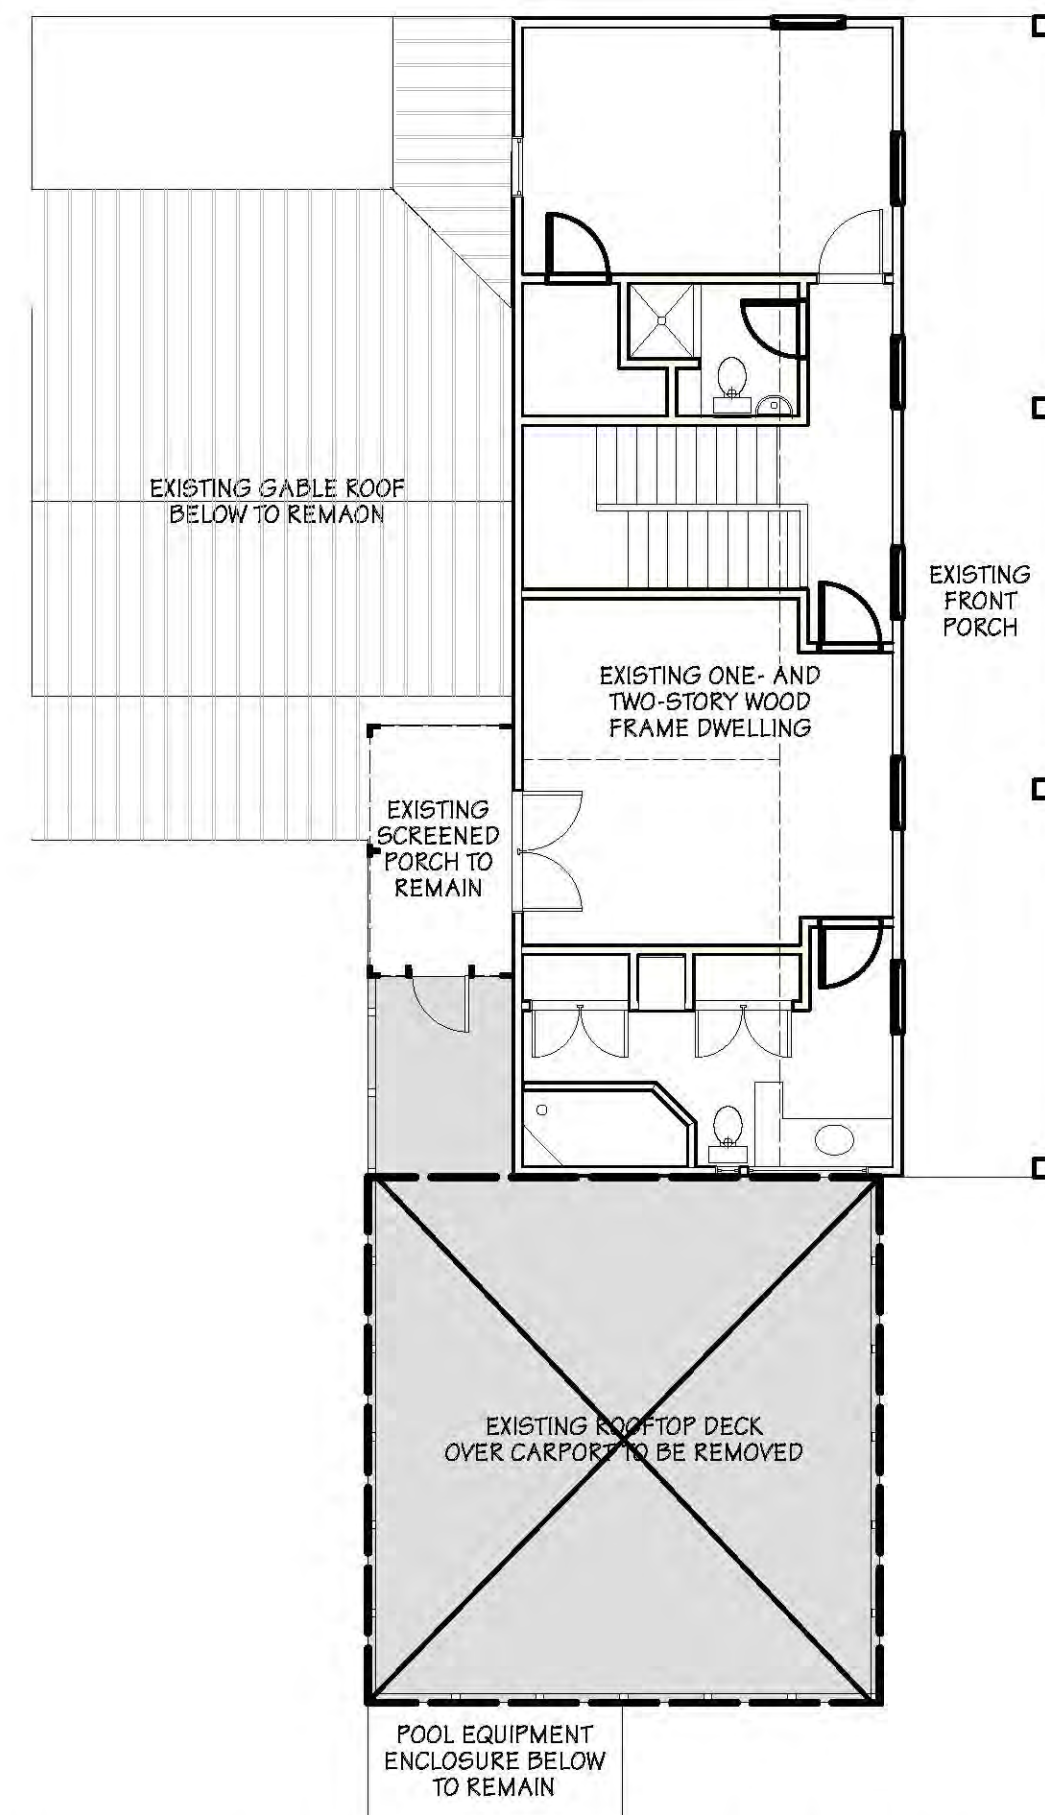 EXISTING GABLE ROOF
BELOW TO REMAON
EXISTING
FRONT
PORCH
EXISTING ONE- AND
TWO-STORY WOOD
FRAME DWELLING
EXISTING
SCREENED
PORCH TO
REMAIN
EXISTING ROOFTOP DECK
OVER CARPORT TO BE REMOVED
POOL EQUIPMENT
ENCLOSURE BELOW
TO REMAIN